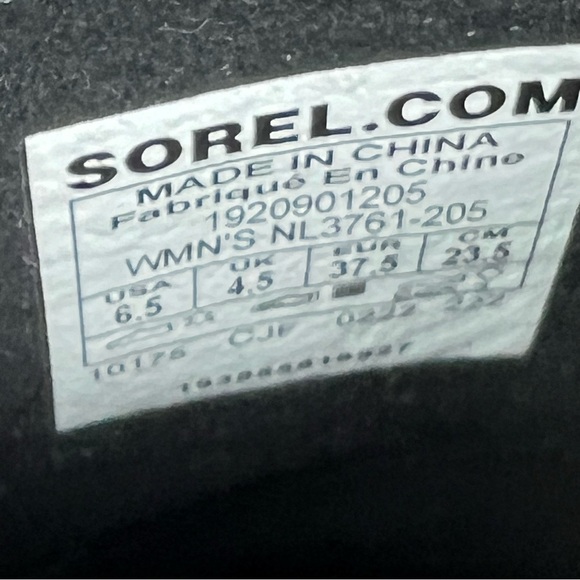 SOREL.COM
MADE IN CHINA
Fabriqué En Chine
1920901205
WMN'S NL3761-205
USA UK EUR CM
6.5 4.5 37.5 23.5
10176 CJF